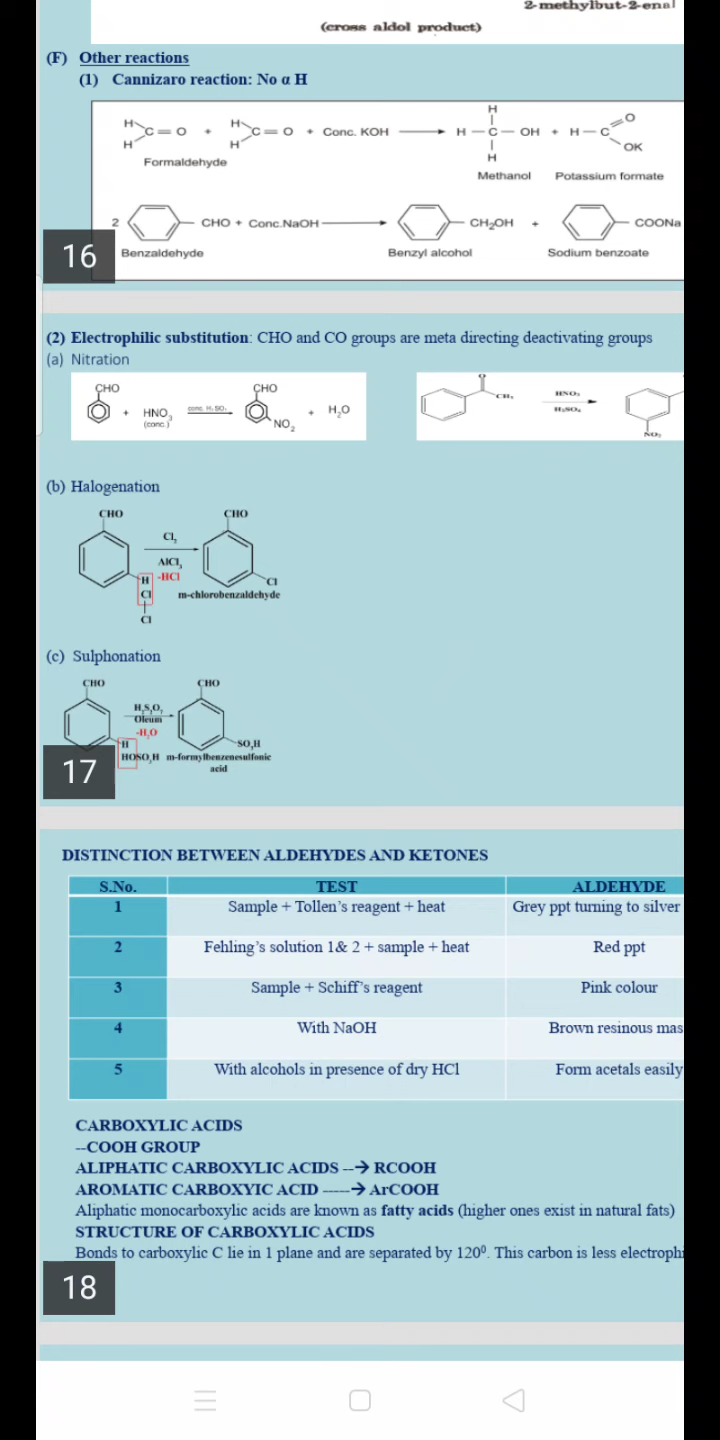 2-methylbut-2-enal
(cross aldol product)
(F) Other reactions
(1) Cannizaro reaction: No α H
H H H O
C=O + C=O + Conc. KOH H-C-OH + H-C
H H H OK
Formaldehyde
Methanol Potassium formate
2 CHO + Conc.NaOH CH₂OH + COONa
Benzaldehyde Benzyl alcohol Sodium benzoate
16
(2) Electrophilic substitution: CHO and CO groups are meta directing deactivating groups
(a) Nitration
CHO CHO O
+ HNO₃ conc. H₂SO₄ + H₂O CH₃ HNO₃
(conc.) NO₂ H₂SO₄ NO₂
(b) Halogenation
CHO CHO
Cl₂
AlCl₃
H -HCl Cl
Cl m-chlorobenzaldehyde
Cl
(c) Sulphonation
CHO CHO
H₂S₂O₇
Oleum
-H₂O
H SO₃H
HOSO₃H m-formylbenzenesulfonic
acid
17
DISTINCTION BETWEEN ALDEHYDES AND KETONES
S.No. TEST ALDEHYDE
1 Sample + Tollen's reagent + heat Grey ppt turning to silver
2 Fehling's solution 1& 2 + sample + heat Red ppt
3 Sample + Schiff's reagent Pink colour
4 With NaOH Brown resinous mas
5 With alcohols in presence of dry HCl Form acetals easily
CARBOXYLIC ACIDS
--COOH GROUP
ALIPHATIC CARBOXYLIC ACIDS --→ RCOOH
AROMATIC CARBOXYIC ACID -----→ ArCOOH
Aliphatic monocarboxylic acids are known as fatty acids (higher ones exist in natural fats)
STRUCTURE OF CARBOXYLIC ACIDS
Bonds to carboxylic C lie in 1 plane and are separated by 120⁰. This carbon is less electroph
18